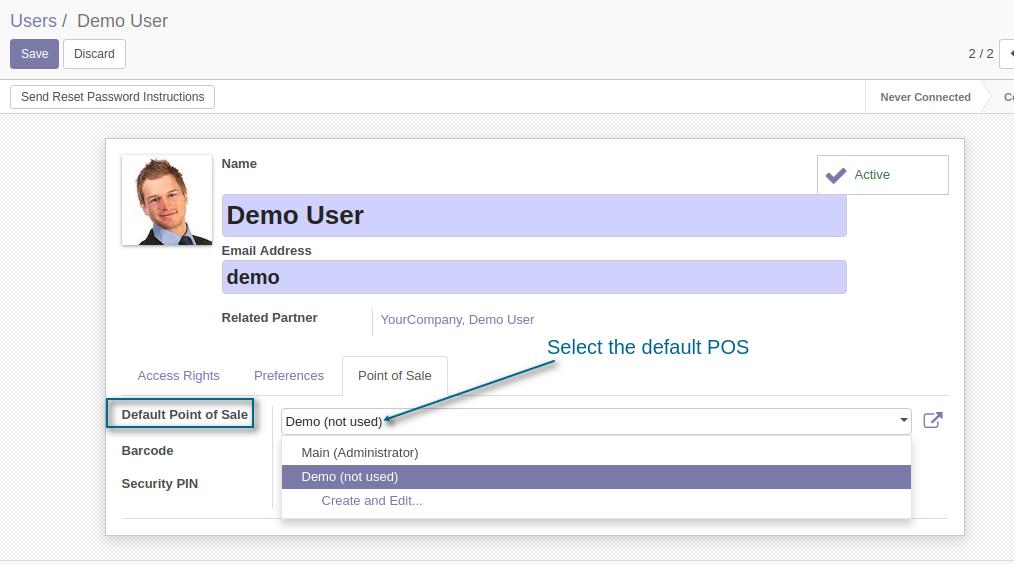 Users / Demo User
Save Discard 2 / 2
Send Reset Password Instructions Never Connected
Name
Active
Demo User
Email Address
demo
Related Partner YourCompany, Demo User
Select the default POS
Access Rights Preferences Point of Sale
Default Point of Sale Demo (not used)
Barcode Main (Administrator)
Security PIN Demo (not used)
Create and Edit...